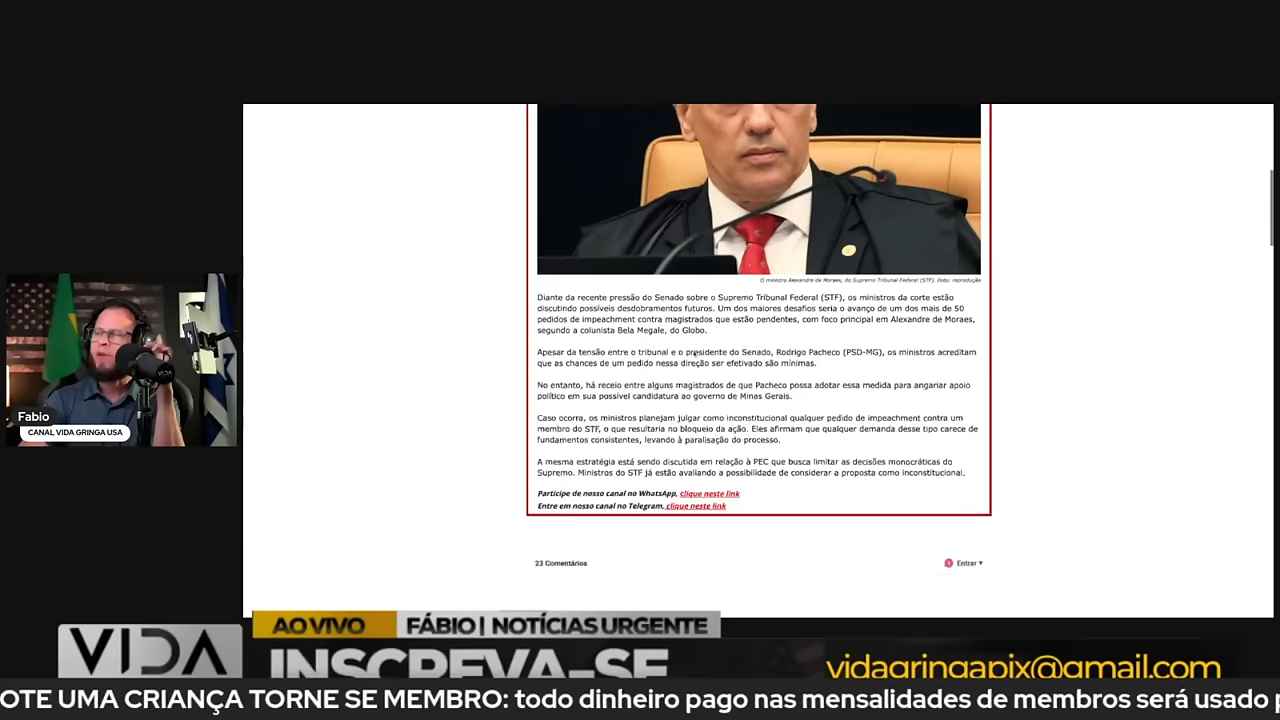 O ministro Alexandre de Moraes, do Supremo Tribunal Federal (STF). Foto: reprodução
Diante da recente pressão do Senado sobre o Supremo Tribunal Federal (STF), os ministros da corte estão
discutindo possíveis desdobramentos futuros. Um dos maiores desafios seria o avanço de um dos mais de 50
pedidos de impeachment contra magistrados que estão pendentes, com foco principal em Alexandre de Moraes,
segundo a colunista Bela Megale, do Globo.
Apesar da tensão entre o tribunal e o presidente do Senado, Rodrigo Pacheco (PSD-MG), os ministros acreditam
que as chances de um pedido nessa direção ser efetivado são mínimas.
No entanto, há receio entre alguns magistrados de que Pacheco possa adotar essa medida para angariar apoio
político em sua possível candidatura ao governo de Minas Gerais.
Caso ocorra, os ministros planejam julgar como inconstitucional qualquer pedido de impeachment contra um
membro do STF, o que resultaria no bloqueio da ação. Eles afirmam que qualquer demanda desse tipo carece de
fundamentos consistentes, levando à paralisação do processo.
A mesma estratégia está sendo discutida em relação à PEC que busca limitar as decisões monocráticas do
Supremo. Ministros do STF já estão avaliando a possibilidade de considerar a proposta como inconstitucional.
Participe de nosso canal no WhatsApp, clique neste link
Entre em nosso canal no Telegram, clique neste link
23 Comentários
Entrar
Fabio
CANAL VIDA GRINGA USA
AO VIVO
FÁBIO | NOTÍCIAS URGENTE
VIDA
INSCREVA-SE
vidagringapix@gmail.com
OTE UMA CRIANÇA TORNE SE MEMBRO: todo dinheiro pago nas mensalidades de membros será usado p